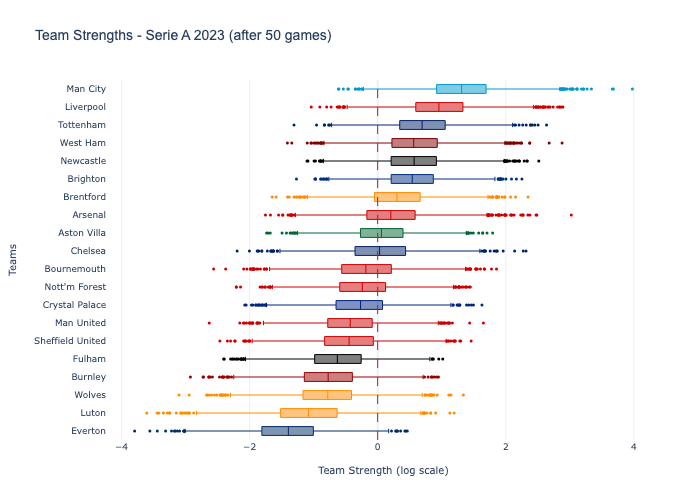 Team Strengths - Serie A 2023 (after 50 games)
Teams
Man City
Liverpool
Tottenham
West Ham
Newcastle
Brighton
Brentford
Arsenal
Aston Villa
Chelsea
Bournemouth
Nott'm Forest
Crystal Palace
Man United
Sheffield United
Fulham
Burnley
Wolves
Luton
Everton
−4 −2 0 2 4
Team Strength (log scale)